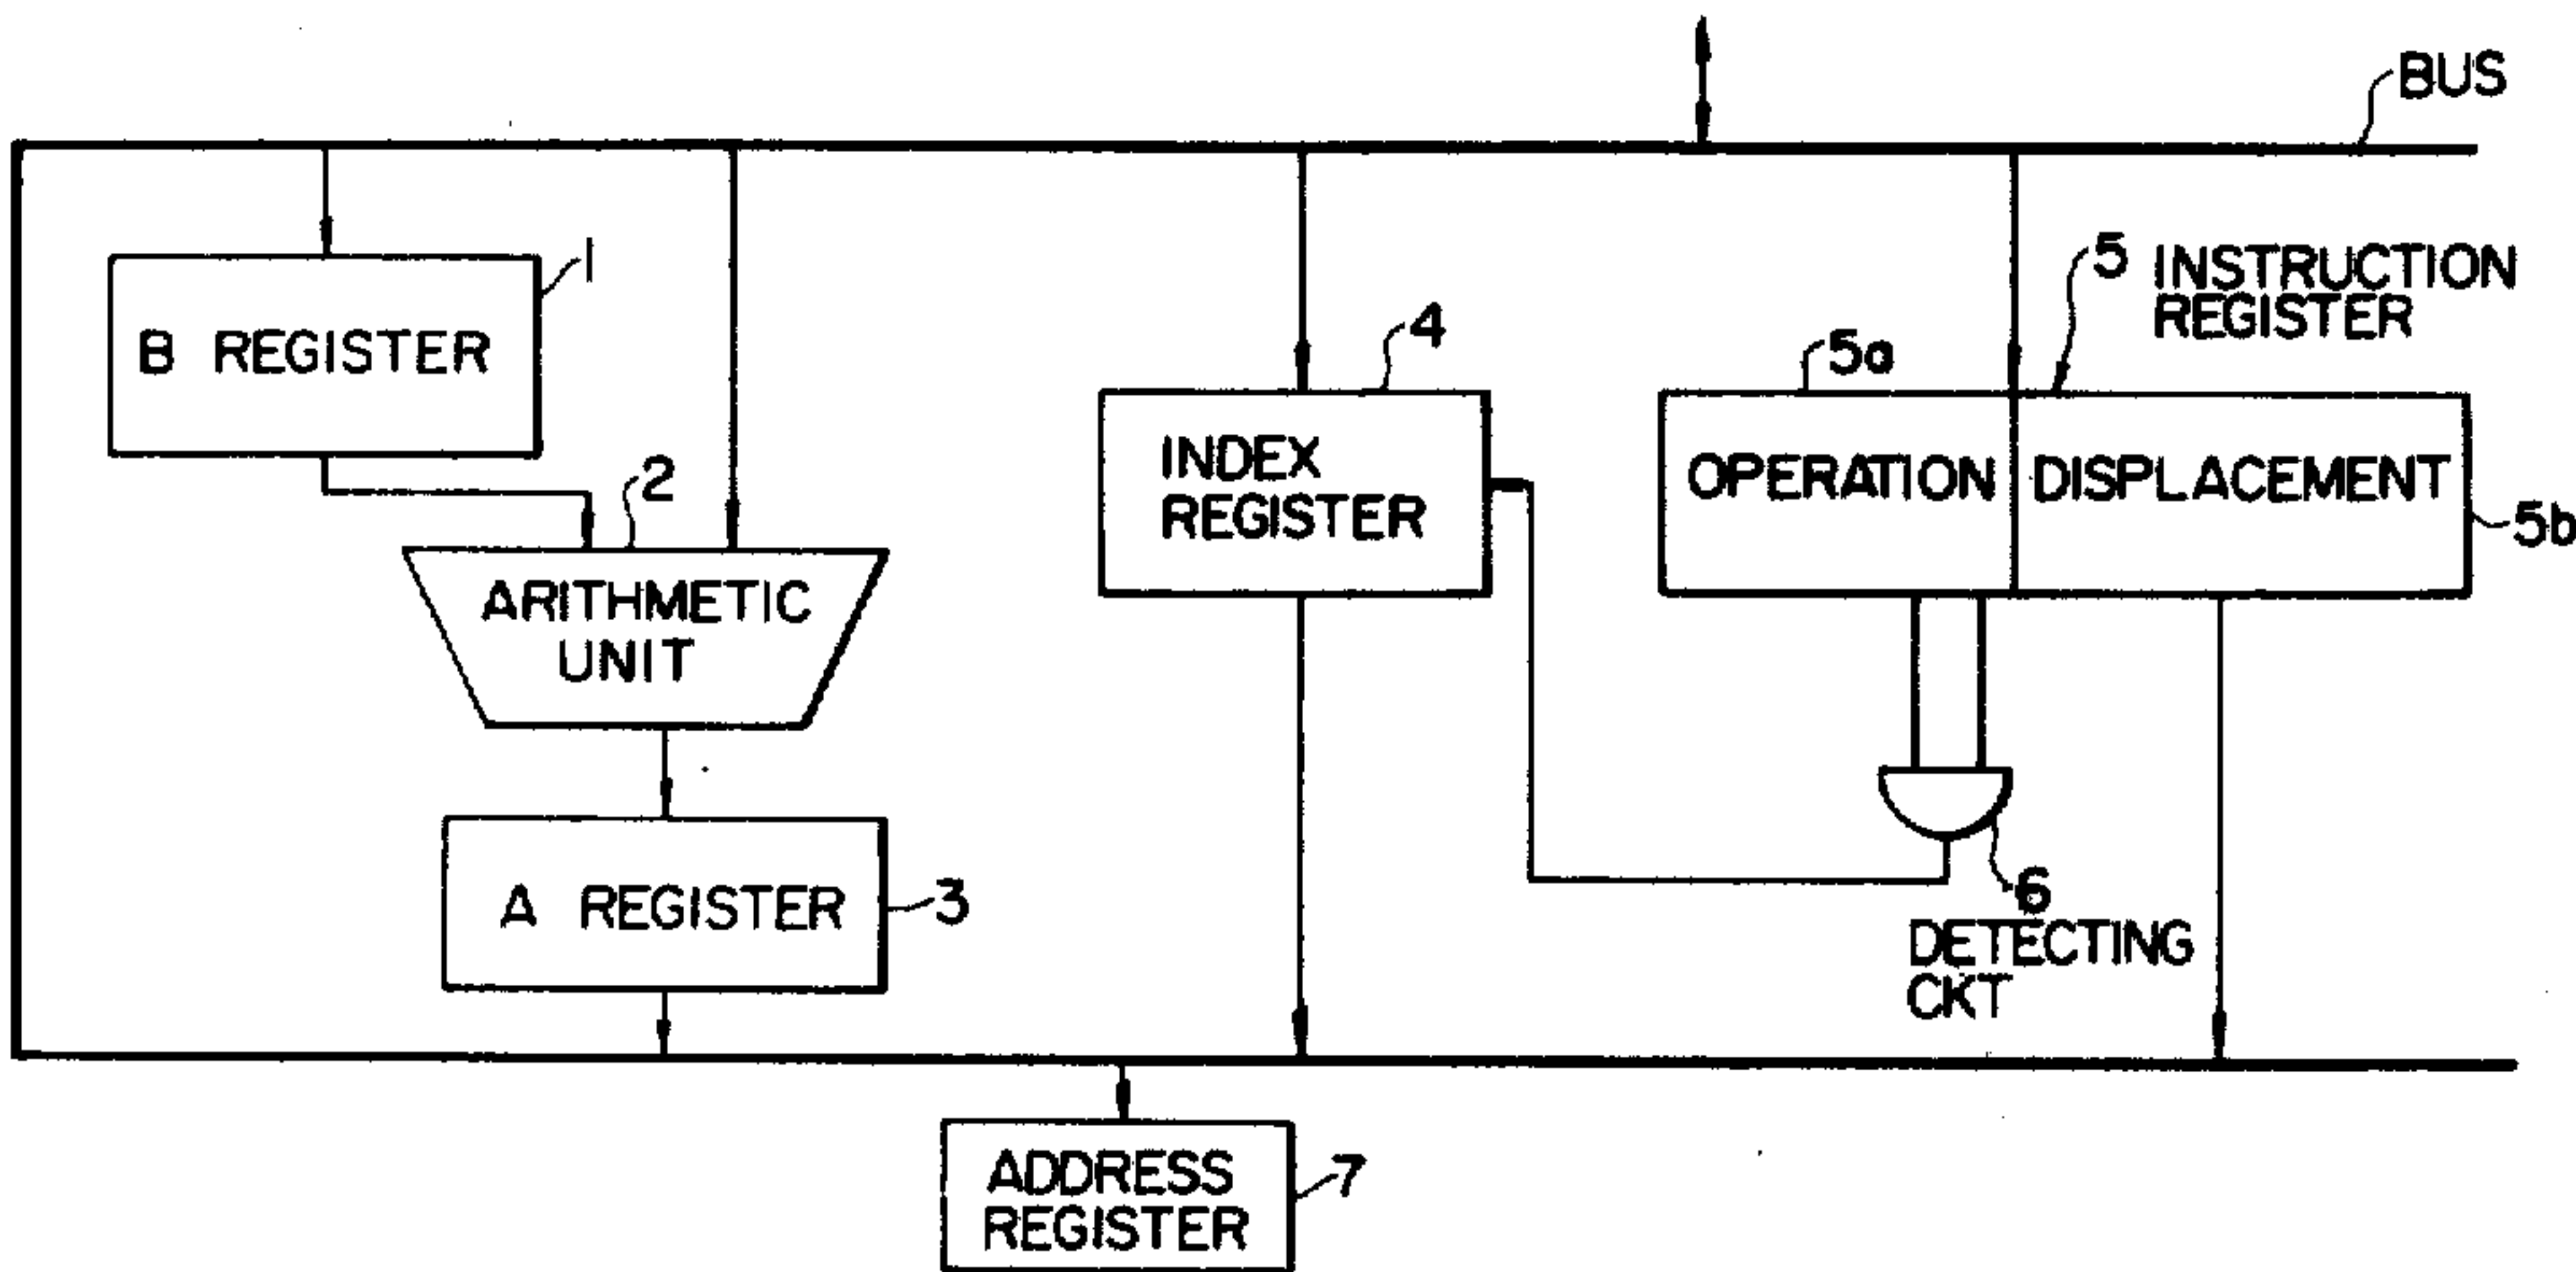 BUS
1
B REGISTER
5 INSTRUCTION
REGISTER
4
5a
INDEX
REGISTER
OPERATION
DISPLACEMENT
5b
2
ARITHMETIC
UNIT
A REGISTER
3
6
DETECTING
CKT
ADDRESS
REGISTER
7